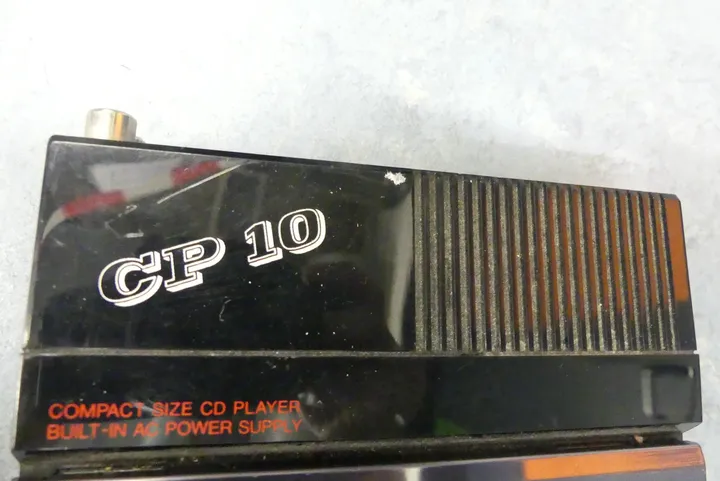 CP 10
COMPACT SIZE CD PLAYER
BUILT-IN AC POWER SUPPLY